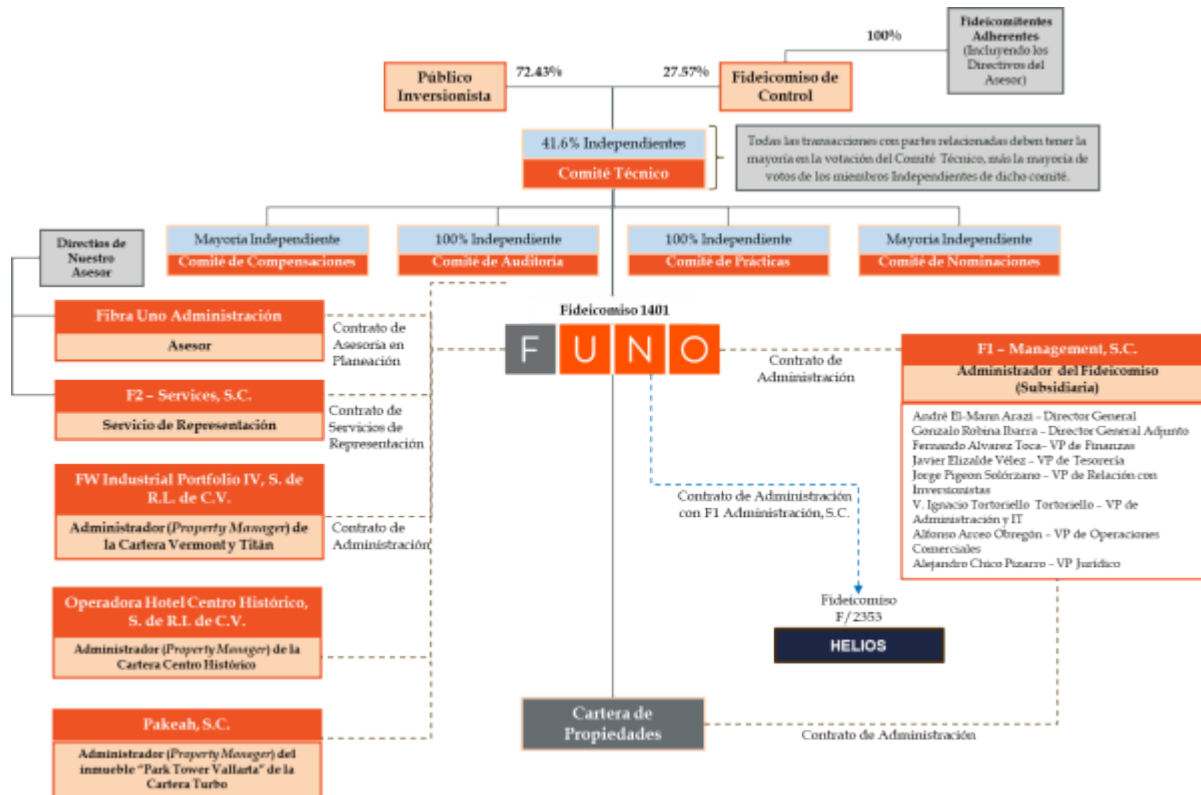 Fideicomitentes
Adherentes
(Incluyendo los
Directivos del
Asesor)
100%
Público
Inversionista
72.43%
27.57%
Fideicomiso de
Control
41.6% Independientes
Comité Técnico
Todas las transacciones con partes relacionadas deben tener la
mayoría en la votación del Comité Técnico, más la mayoría de
votos de los miembros Independientes de dicho comité.
Directios de
Nuestro
Asesor
Mayoría Independiente
Comité de Compensaciones
100% Independiente
Comité de Auditoría
100% Independiente
Comité de Prácticas
Mayoría Independiente
Comité de Nominaciones
Fibra Uno Administración
Asesor
Contrato de
Asesoría en
Planeación
F2 – Services, S.C.
Servicio de Representación
Contrato de
Servicios de
Representación
FW Industrial Portfolio IV, S. de
R.L. de C.V.
Administrador (Property Manager) de
la Cartera Vermont y Titán
Contrato de
Administración
Operadora Hotel Centro Histórico,
S. de R.L de C.V.
Administrador (Property Manager) de la
Cartera Centro Histórico
Pakeah, S.C.
Administrador (Property Manager) del
inmueble “Park Tower Vallarta” de la
Cartera Turbo
Fideicomiso 1401
F U N O
Contrato de
Administración
F1 – Management, S.C.
Administrador del Fideicomiso
(Subsidiaria)
André El-Mann Arazi – Director General
Gonzalo Robina Ibarra – Director General Adjunto
Fernando Alvarez Toca– VP de Finanzas
Javier Elizalde Vélez – VP de Tesorería
Jorge Pigeon Solórzano – VP de Relación con
Inversionistas
V. Ignacio Tortoriello Tortoriello – VP de
Administración y IT
Alfonso Arceo Obregón – VP de Operaciones
Comerciales
Alejandro Chico Pizarro – VP Jurídico
Contrato de Administración
con F1 Administración, S.C.
Fideicomiso
F/2353
HELIOS
Cartera de
Propiedades
Contrato de Administración